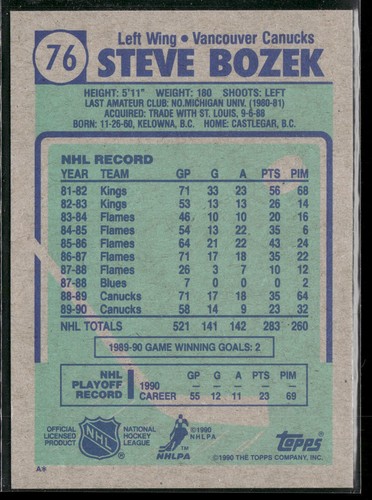 76
Left Wing • Vancouver Canucks
STEVE BOZEK
HEIGHT: 5'11" WEIGHT: 180 SHOOTS: LEFT
LAST AMATEUR CLUB: NO.MICHIGAN UNIV. (1980-81)
ACQUIRED: TRADE WITH ST. LOUIS, 9-6-88
BORN: 11-26-60, KELOWNA, B.C. HOME: CASTLEGAR, B.C.
NHL RECORD
YEAR TEAM GP G A PTS PIM
81-82 Kings 71 33 23 56 68
82-83 Kings 53 13 13 26 14
83-84 Flames 46 10 10 20 16
84-85 Flames 54 13 22 35 6
85-86 Flames 64 21 22 43 24
86-87 Flames 71 17 18 35 22
87-88 Flames 26 3 7 10 12
87-88 Blues 7 0 0 0 2
88-89 Canucks 71 17 18 35 64
89-90 Canucks 58 14 9 23 32
NHL TOTALS 521 141 142 283 260
1989-90 GAME WINNING GOALS: 2
NHL PLAYOFF RECORD
GP G A PTS PIM
1990 — — — — —
CAREER 55 12 11 23 69
OFFICIAL LICENSED PRODUCT
NHL
NATIONAL HOCKEY LEAGUE
NHLPA
©1990 NHLPA
topps
©1990 THE TOPPS COMPANY, INC.
A*